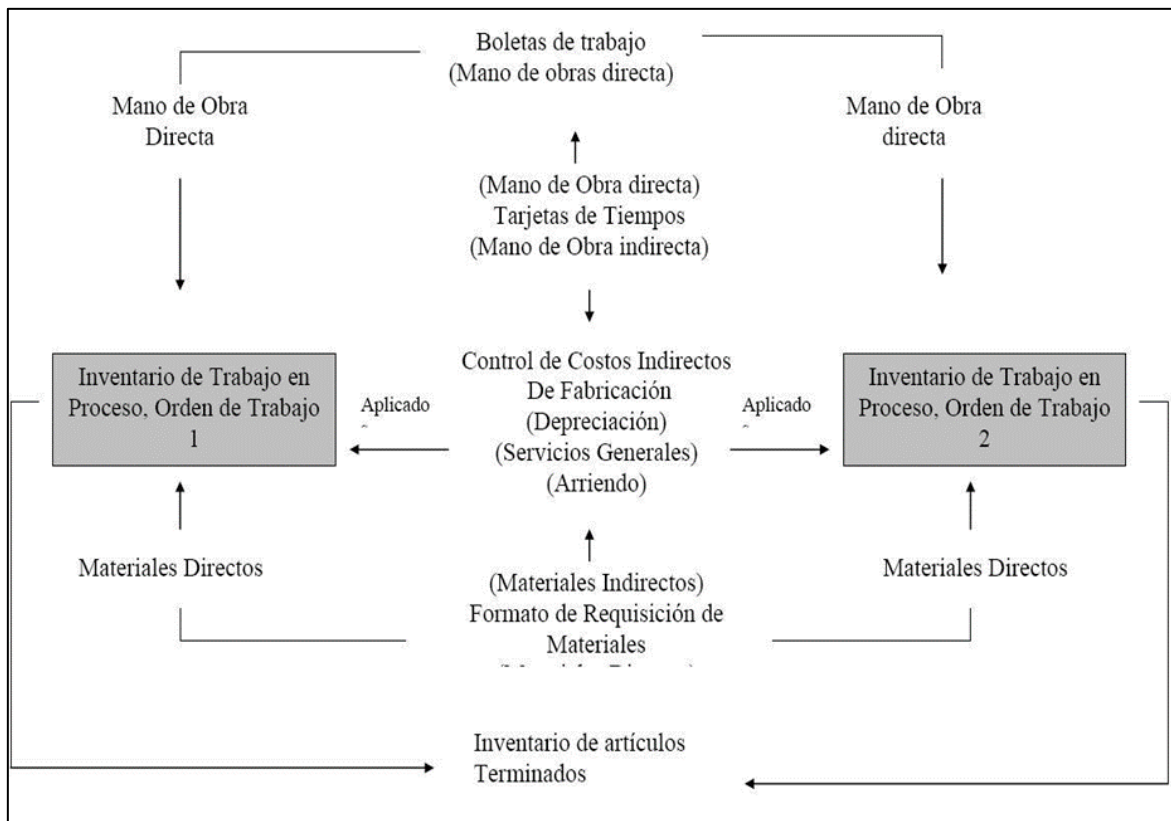 Boletas de trabajo
(Mano de obras directa)
Mano de Obra
Directa
Mano de Obra
directa
(Mano de Obra directa)
Tarjetas de Tiempos
(Mano de Obra indirecta)
Inventario de Trabajo en
Proceso, Orden de Trabajo
1
Aplicado
Control de Costos Indirectos
De Fabricación
(Depreciación)
(Servicios Generales)
(Arriendo)
Aplicado
Inventario de Trabajo en
Proceso, Orden de Trabajo
2
Materiales Directos
(Materiales Indirectos)
Formato de Requisición de
Materiales
Materiales Directos
Inventario de artículos
Terminados